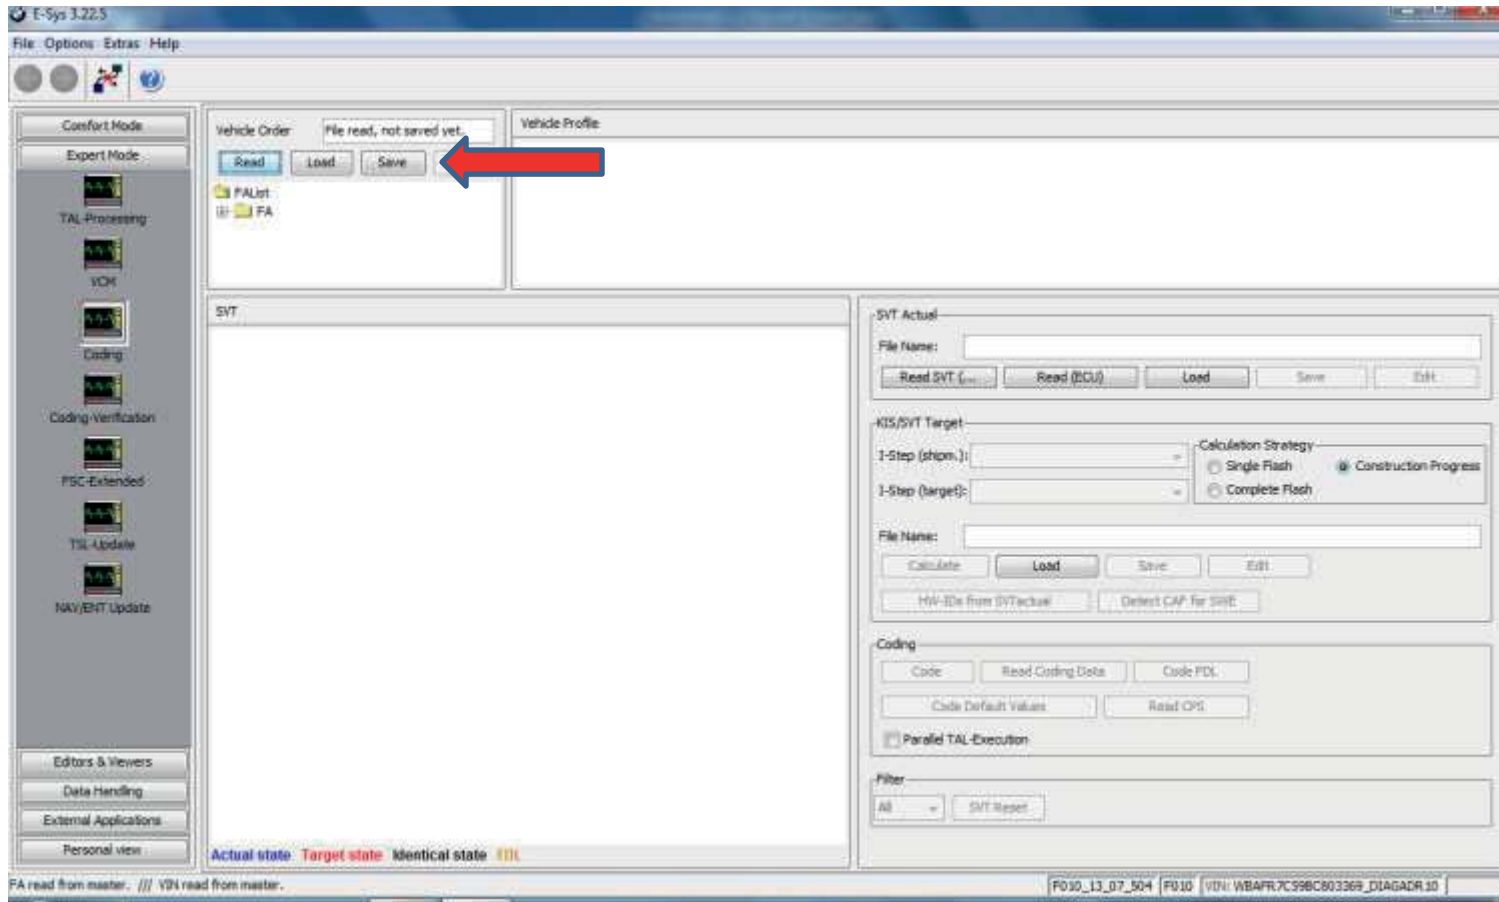 E-Sys 3.22.5
File Options Extras Help
Comfort Mode
Expert Mode
TAL-Processing
VCM
Coding
Coding-Verification
FSC-Extended
TSL-Update
NAV/ENT Update
Editors & Viewers
Data Handling
External Applications
Personal view
Vehicle Order File read, not saved yet.
Read Load Save
FAList
FA
Vehicle Profile
SVT
Actual state Target state Identical state FDL
SVT Actual
File Name:
Read SVT (... Read (ECU) Load Save Edit
KIS/SVT Target
I-Step (shipm.):
I-Step (target):
Calculation Strategy
Single Flash Construction Progress
Complete Flash
File Name:
Calculate Load Save Edit
HW-IDs from SVTactual Detect CAF for SWE
Coding
Code Read Coding Data Code FDL
Code Default Values Read CPS
Parallel TAL-Execution
Filter
All SVT Reset
FA read from master. /// VIN read from master.
F010_13_07_504 F010 VIN: WBAFR7C59BC803369_DIAGADR10